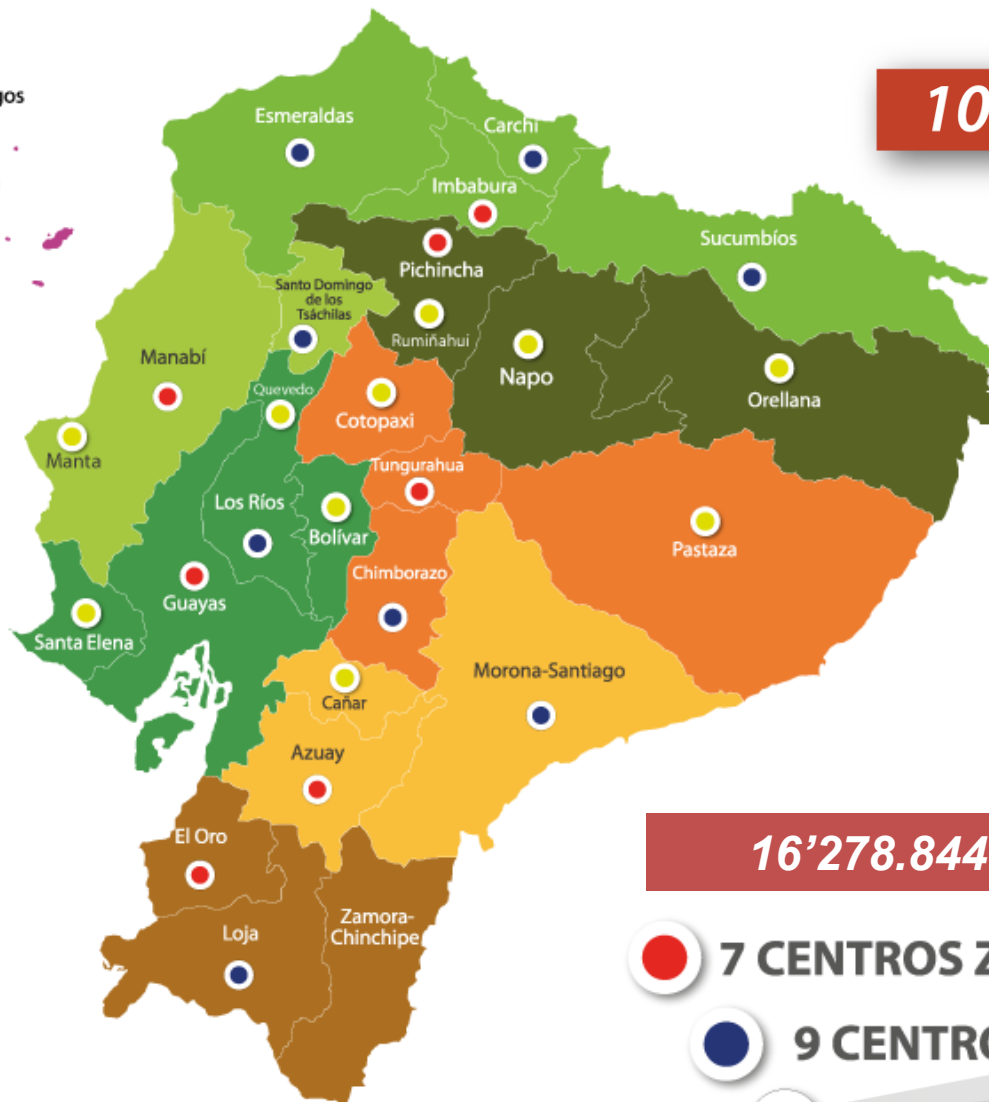 gos
10
Esmeraldas
Carchi
Imbabura
Sucumbíos
Pichincha
Santo Domingo
de los
Tsáchilas
Rumiñahui
Manabí
Napo
Quevedo
Orellana
Cotopaxi
Manta
Tungurahua
Los Ríos
Bolívar
Pastaza
Chimborazo
Guayas
Santa Elena
Morona-Santiago
Cañar
Azuay
El Oro
16’278.844
Zamora-
Chinchipe
Loja
7 CENTROS Z
9 CENTRO